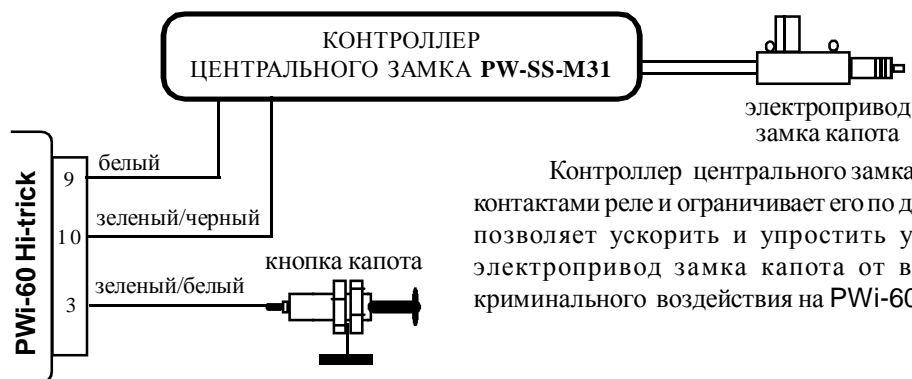 КОНТРОЛЛЕР
ЦЕНТРАЛЬНОГО ЗАМКА PW-SS-M31
электропривод
замка капота
PWi-60 Hi-trick
9
белый
10
зеленый/черный
3
зеленый/белый
кнопка капота
Контроллер центрального замка
контактами реле и ограничивает его по д
позволяет ускорить и упростить у
электропривод замка капота от в
криминального воздействия на PWi-60